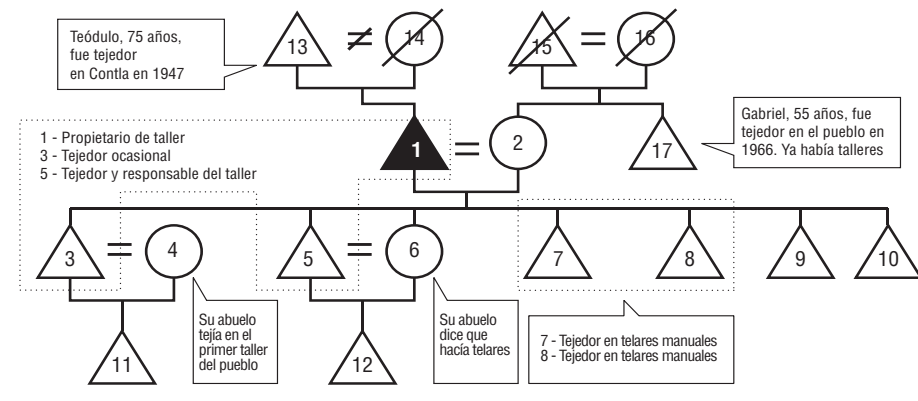 Teódulo, 75 años,
fue tejedor
en Contla en 1947
13
14
15
16
1 - Propietario de taller
3 - Tejedor ocasional
5 - Tejedor y responsable del taller
1
2
17
Gabriel, 55 años, fue
tejedor en el pueblo en
1966. Ya había talleres
3
4
5
6
7
8
9
10
Su abuelo
tejía en el
primer taller
del pueblo
Su abuelo
dice que
hacía telares
7 - Tejedor en telares manuales
8 - Tejedor en telares manuales
11
12